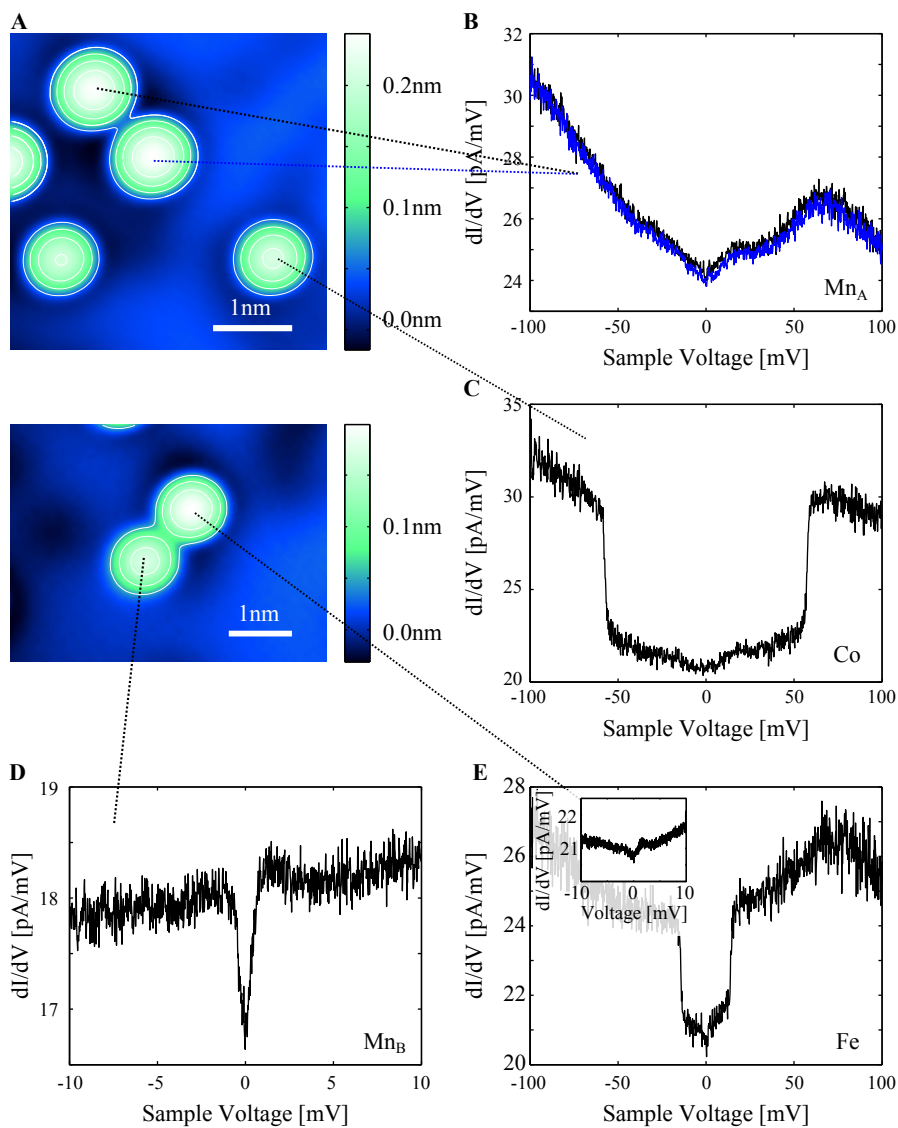 A
0.2nm
0.1nm
0.0nm
1nm
B
32
30
28
26
24
dI/dV [pA/mV]
-100 -50 0 50 100
Sample Voltage [mV]
Mn_A
C
35
30
25
20
dI/dV [pA/mV]
-100 -50 0 50 100
Sample Voltage [mV]
Co
0.1nm
0.0nm
1nm
D
19
18
17
dI/dV [pA/mV]
-10 -5 0 5 10
Sample Voltage [mV]
Mn_B
E
28
26
24
22
20
dI/dV [pA/mV]
-100 -50 0 50 100
Sample Voltage [mV]
Fe
22
21
dI/dV [pA/mV]
-10 0 10
Voltage [mV]